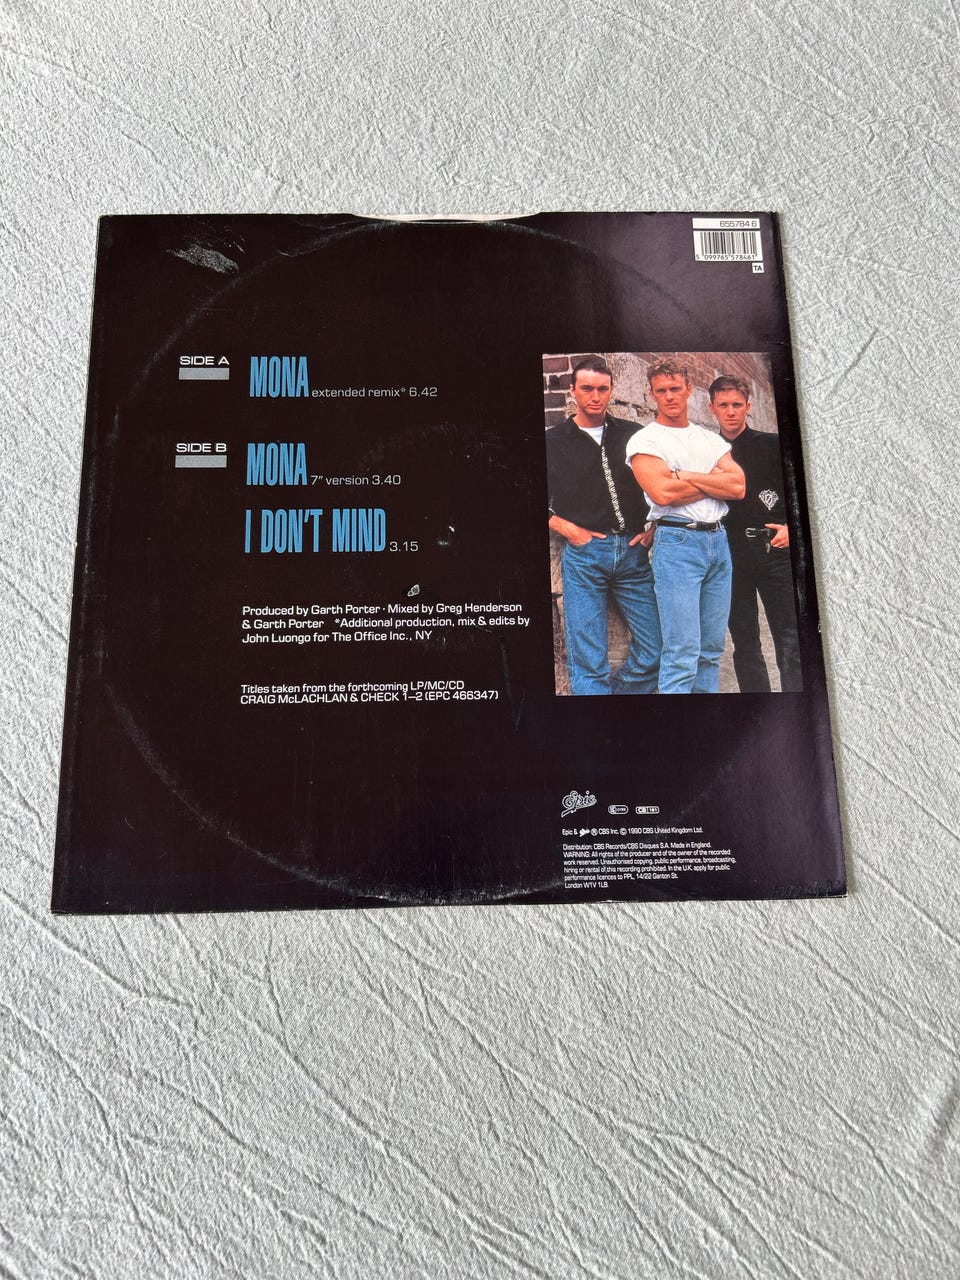 655784 6
5 099765 578461
TA
SIDE A
MONA extended remix* 6.42
SIDE B
MONA 7" version 3.40
I DON'T MIND 3.15
Produced by Garth Porter · Mixed by Greg Henderson
& Garth Porter *Additional production, mix & edits by
John Luongo for The Office Inc., NY
Titles taken from the forthcoming LP/MC/CD
CRAIG McLACHLAN & CHECK 1–2 (EPC 466347)
Epic
Epic & ® CBS Inc. © 1990 CBS United Kingdom Ltd.
Distribution: CBS Records/CBS Disques S.A. Made in England.
WARNING: All rights of the producer and of the owner of the recorded
work reserved. Unauthorised copying, public performance, broadcasting,
hiring or rental of this recording prohibited. In the U.K. apply for public
performance licences to PPL, 14/22 Ganton St.
London W1V 1LB.